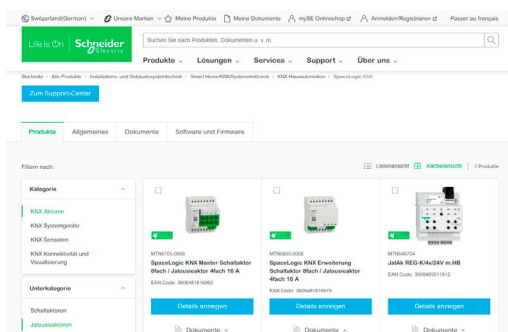 Switzerland(German)
Unsere Marken
Meine Produkte
Meine Dokumente
mySE Onlineshop
Anmelden/Registrieren
Passer au français
Life Is On
Schneider
Electric
Suchen Sie nach Produkten, Dokumenten u. v. m.
Produkte
Lösungen
Services
Support
Über uns
Startseite
Alle Produkte
Installations- und Gebäudesystemtechnik
Smart Home/KNX/Systemelektronik
KNX Hausautomation
SpaceLogic KNX
Zum Support-Center
Produkte
Allgemeines
Dokumente
Software und Firmware
Filtern nach:
Listenansicht
Kachelansicht
7 Produkte
Kategorie
KNX Aktoren
KNX Systemgeräte
KNX Sensoren
KNX Konnektivität und
Visualisierung
Unterkategorie
Schaltaktoren
Jalousieaktoren
MTN6705-0008
SpaceLogic KNX Master Schaltaktor
8fach / Jalousieaktor 4fach 16 A
EAN Code: 3606481816962
Details anzeigen
Dokumente
MTN6805-0008
SpaceLogic KNX Erweiterung
Schaltaktor 8fach / Jalousieaktor
4fach 16 A
EAN Code: 3606481816979
Details anzeigen
Dokumente
MTN648704
JalAk REG-K/4x/24V m.HB
EAN Code: 3606485011912
Details anzeigen
Dokumente